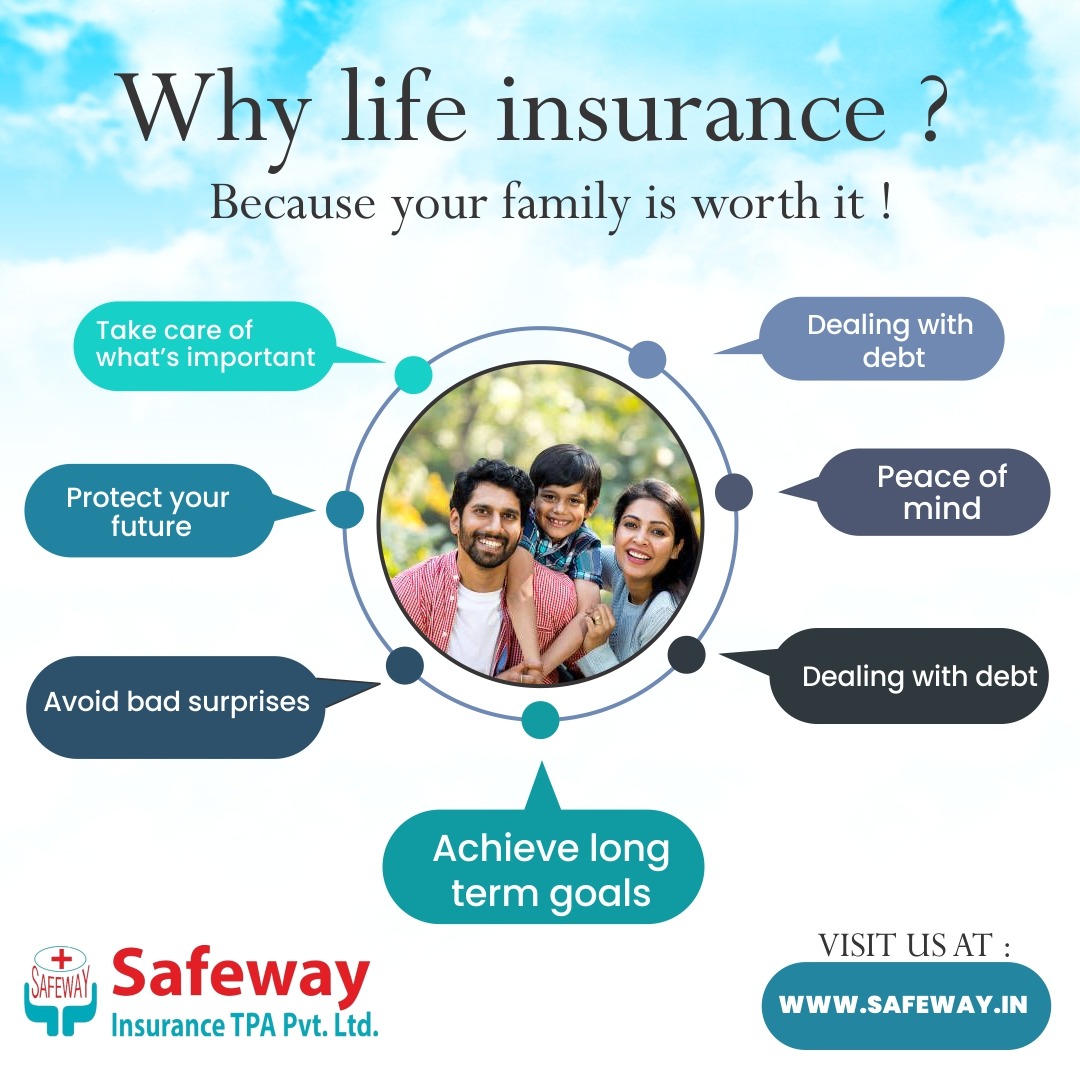 Why life insurance ?
Because your family is worth it !
Take care of
what's important
Dealing with
debt
Protect your
future
Peace of
mind
Avoid bad surprises
Dealing with debt
Achieve long
term goals
SAFEWAY
Safeway
Insurance TPA Pvt. Ltd.
VISIT US AT :
WWW.SAFEWAY.IN